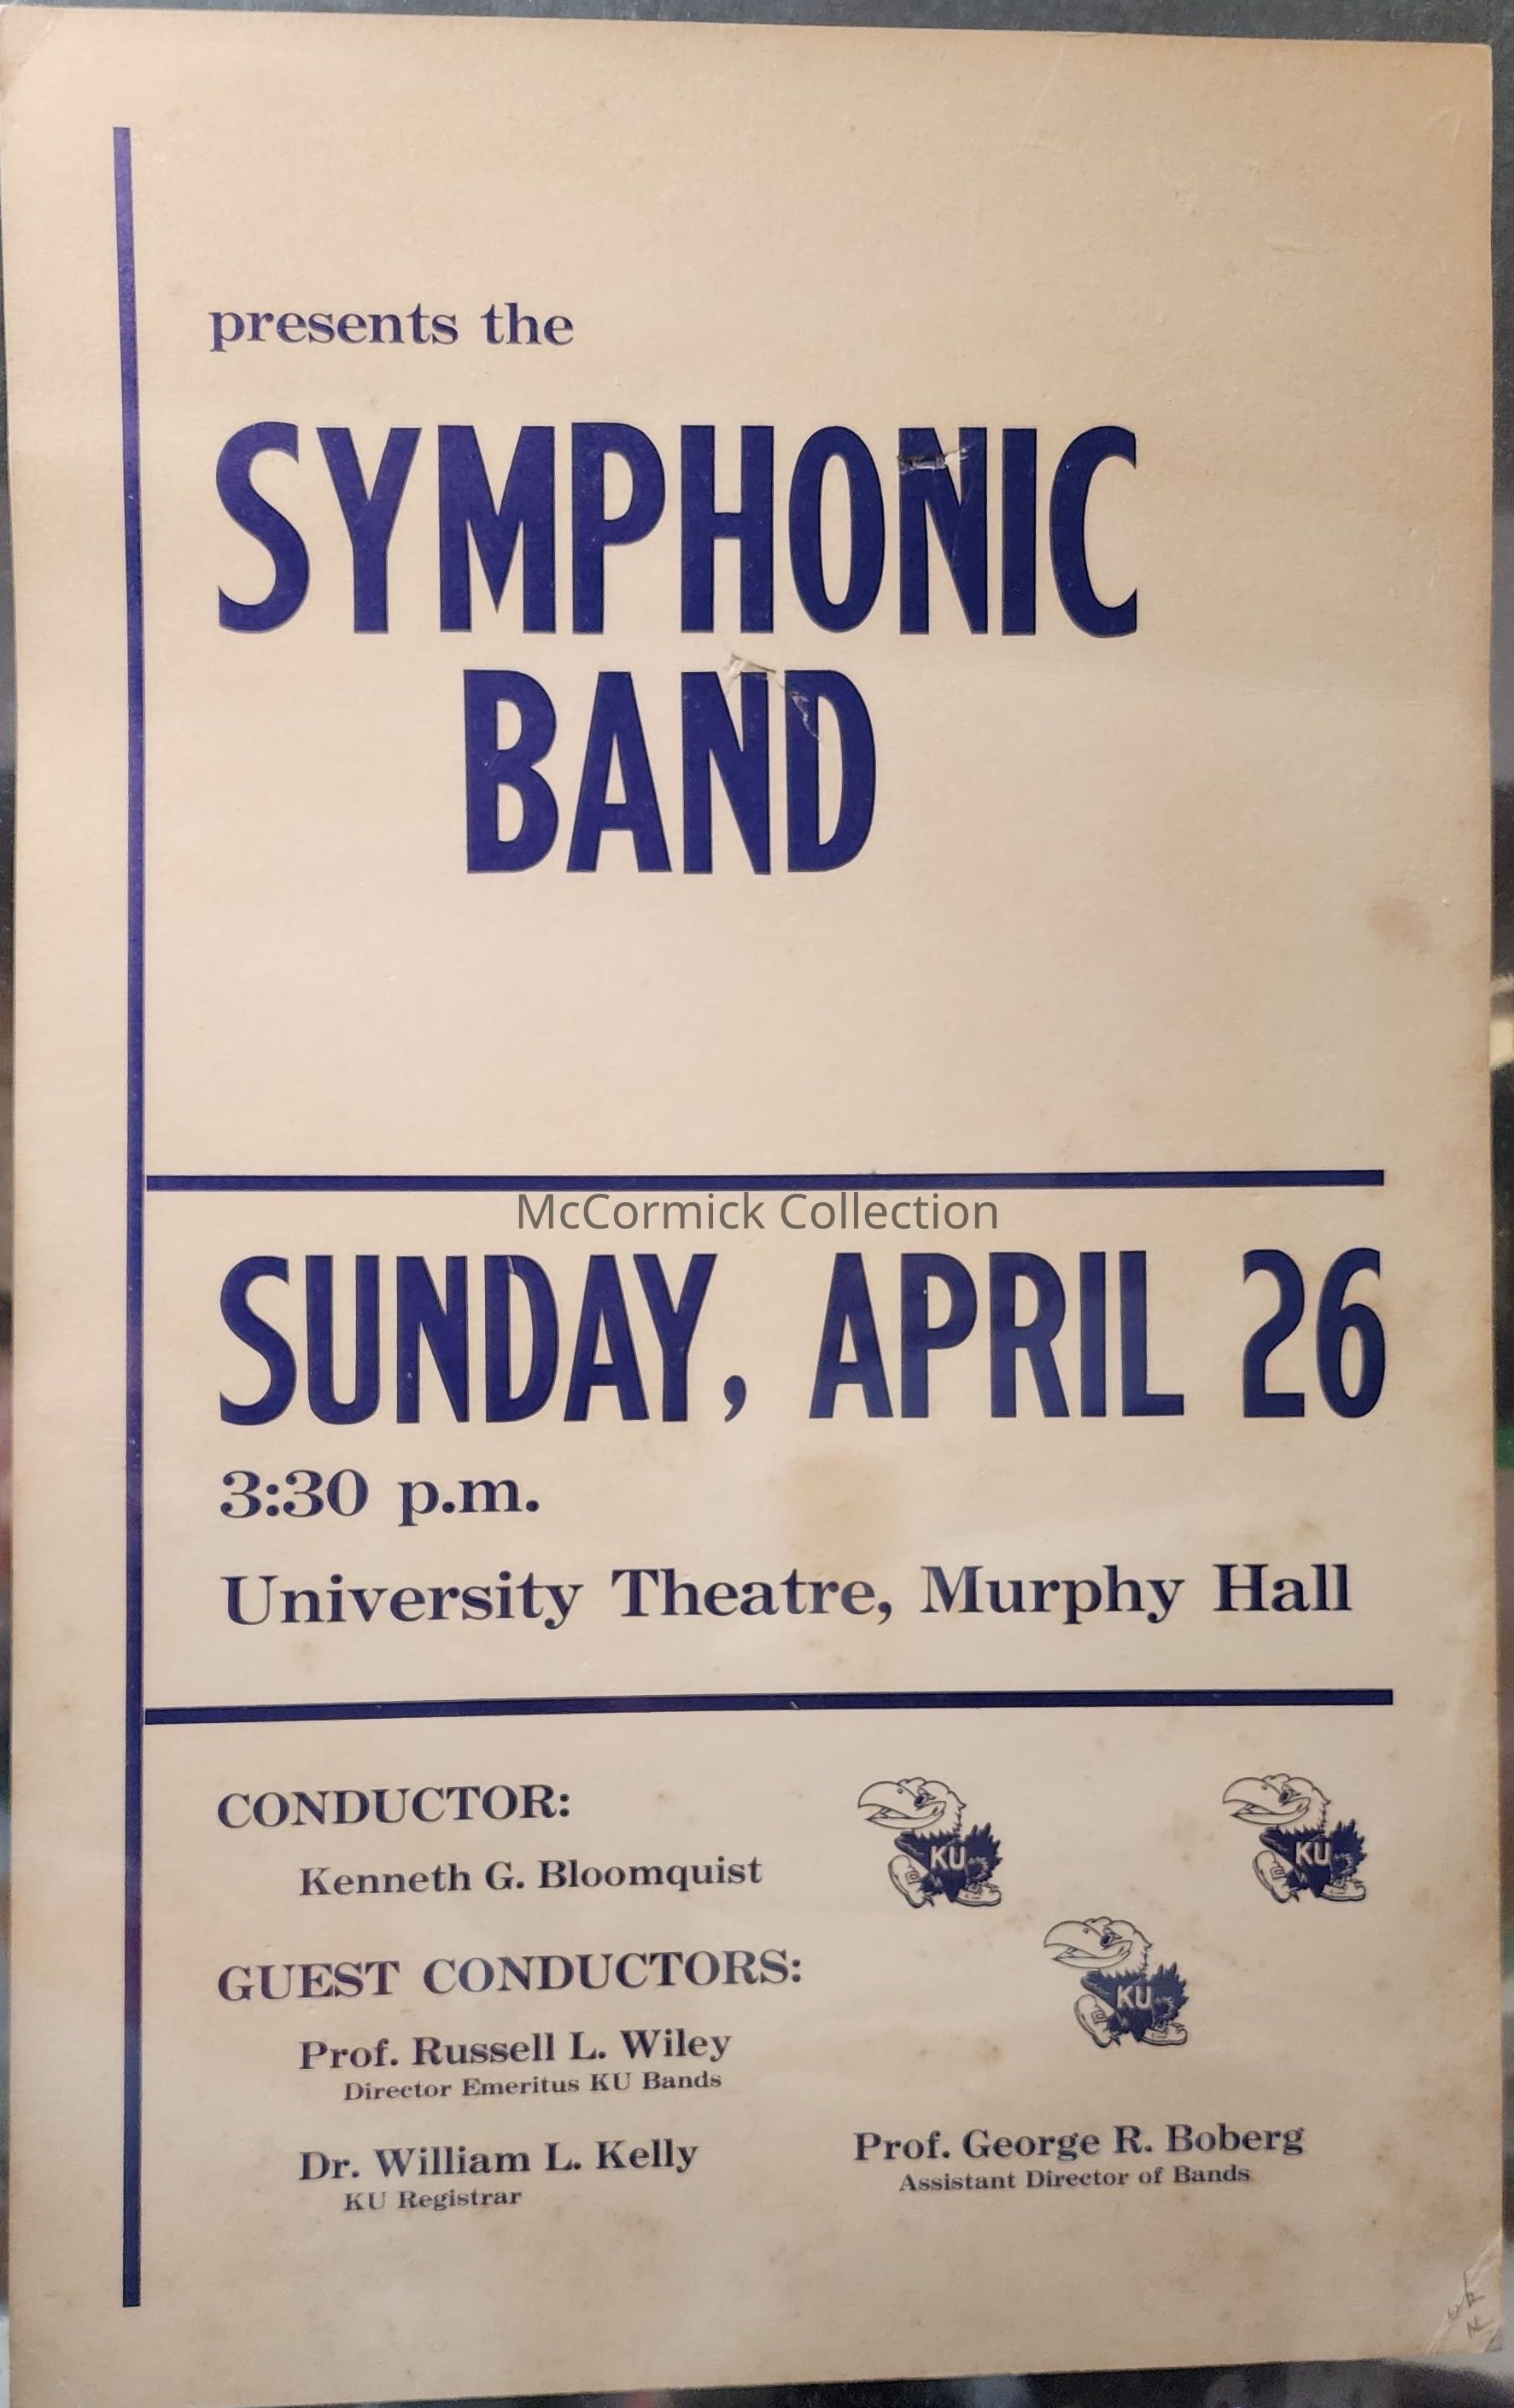 presents the
SYMPHONIC
BAND
McCormick Collection
SUNDAY, APRIL 26
3:30 p.m.
University Theatre, Murphy Hall
CONDUCTOR:
Kenneth G. Bloomquist
KU
KU
KU
GUEST CONDUCTORS:
Prof. Russell L. Wiley
Director Emeritus KU Bands
Dr. William L. Kelly
KU Registrar
Prof. George R. Boberg
Assistant Director of Bands